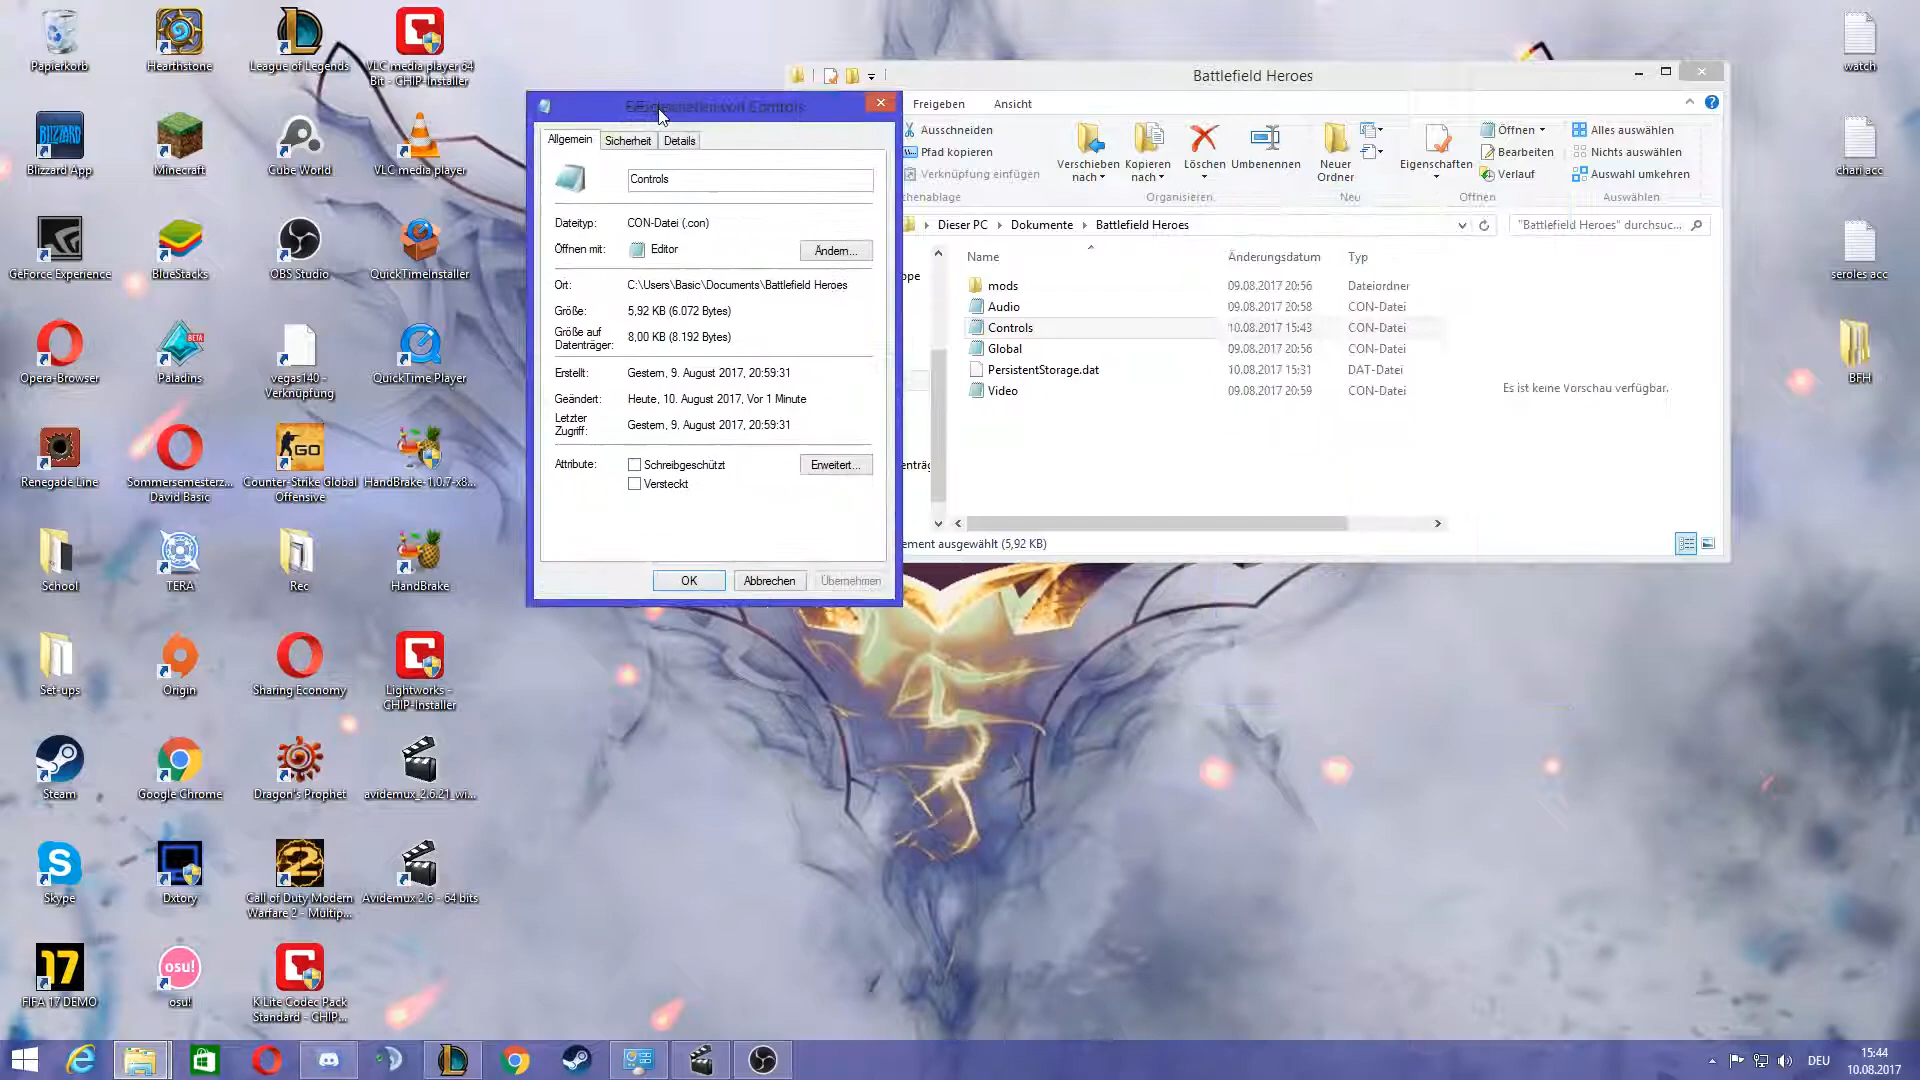 Papierkorb
Hearthstone
League of Legends
VLC media player 64
Bit - CHIP-Installer
Blizzard App
Minecraft
Cube World
VLC media player
GeForce Experience
BlueStacks
OBS Studio
QuickTimeInstaller
Opera-Browser
BETA
Paladins
vegas140 -
Verknüpfung
QuickTime Player
Renegade Line
Sommersemesterz...
David Basic
GO
Counter-Strike Global
Offensive
HandBrake-1.0.7-x8...
School
TERA
Rec
HandBrake
Set-ups
Origin
Sharing Economy
Lightworks -
CHIP-Installer
Steam
Google Chrome
Dragon's Prophet
avidemux_2.6.21_wi...
Skype
Dxtory
Call of Duty Modern
Warfare 2 - Multip...
Avidemux 2.6 - 64 bits
17
FIFA 17 DEMO
osu!
osu!
K-Lite Codec Pack
Standard - CHIP...
Controls
Allgemein
Sicherheit
Details
Controls
Dateityp:
CON-Datei (.con)
Öffnen mit:
Editor
Ändern...
Ort:
C:\Users\Basic\Documents\Battlefield Heroes
Größe:
5,92 KB (6.072 Bytes)
Größe auf
Datenträger:
8,00 KB (8.192 Bytes)
Erstellt:
Gestern, 9. August 2017, 20:59:31
Geändert:
Heute, 10. August 2017, Vor 1 Minute
Letzter
Zugriff:
Gestern, 9. August 2017, 20:59:31
Attribute:
Schreibgeschützt
Versteckt
Erweitert...
OK
Abbrechen
Übernehmen
Battlefield Heroes
Freigeben
Ansicht
Ausschneiden
Pfad kopieren
Verknüpfung einfügen
henablage
Verschieben
nach
Kopieren
nach
Löschen
Umbenennen
Organisieren
Neuer
Ordner
Neu
Eigenschaften
Öffnen
Bearbeiten
Verlauf
Öffnen
Alles auswählen
Nichts auswählen
Auswahl umkehren
Auswählen
Dieser PC
Dokumente
Battlefield Heroes
"Battlefield Heroes" durchsuc...
Name
Änderungsdatum
Typ
mods
09.08.2017 20:56
Dateiordner
Audio
09.08.2017 20:58
CON-Datei
Controls
10.08.2017 15:43
CON-Datei
Global
09.08.2017 20:56
CON-Datei
PersistentStorage.dat
10.08.2017 15:31
DAT-Datei
Video
09.08.2017 20:59
CON-Datei
Es ist keine Vorschau verfügbar.
ppe
enträg
ement ausgewählt (5,92 KB)
watch
chari acc
seroles acc
BFH
DEU
15:44
10.08.2017